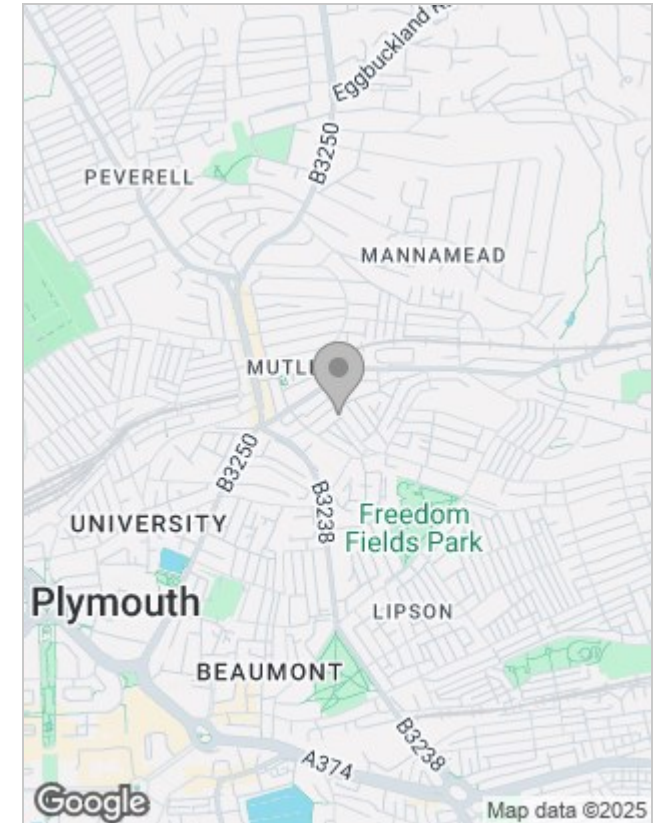 Eggbuckland
B3250
PEVERELL
MANNAMEAD
MUTL
B3250
B3238
UNIVERSITY
Freedom
Fields Park
Plymouth
LIPSON
BEAUMONT
B3238
A374
Google
Map data ©2025